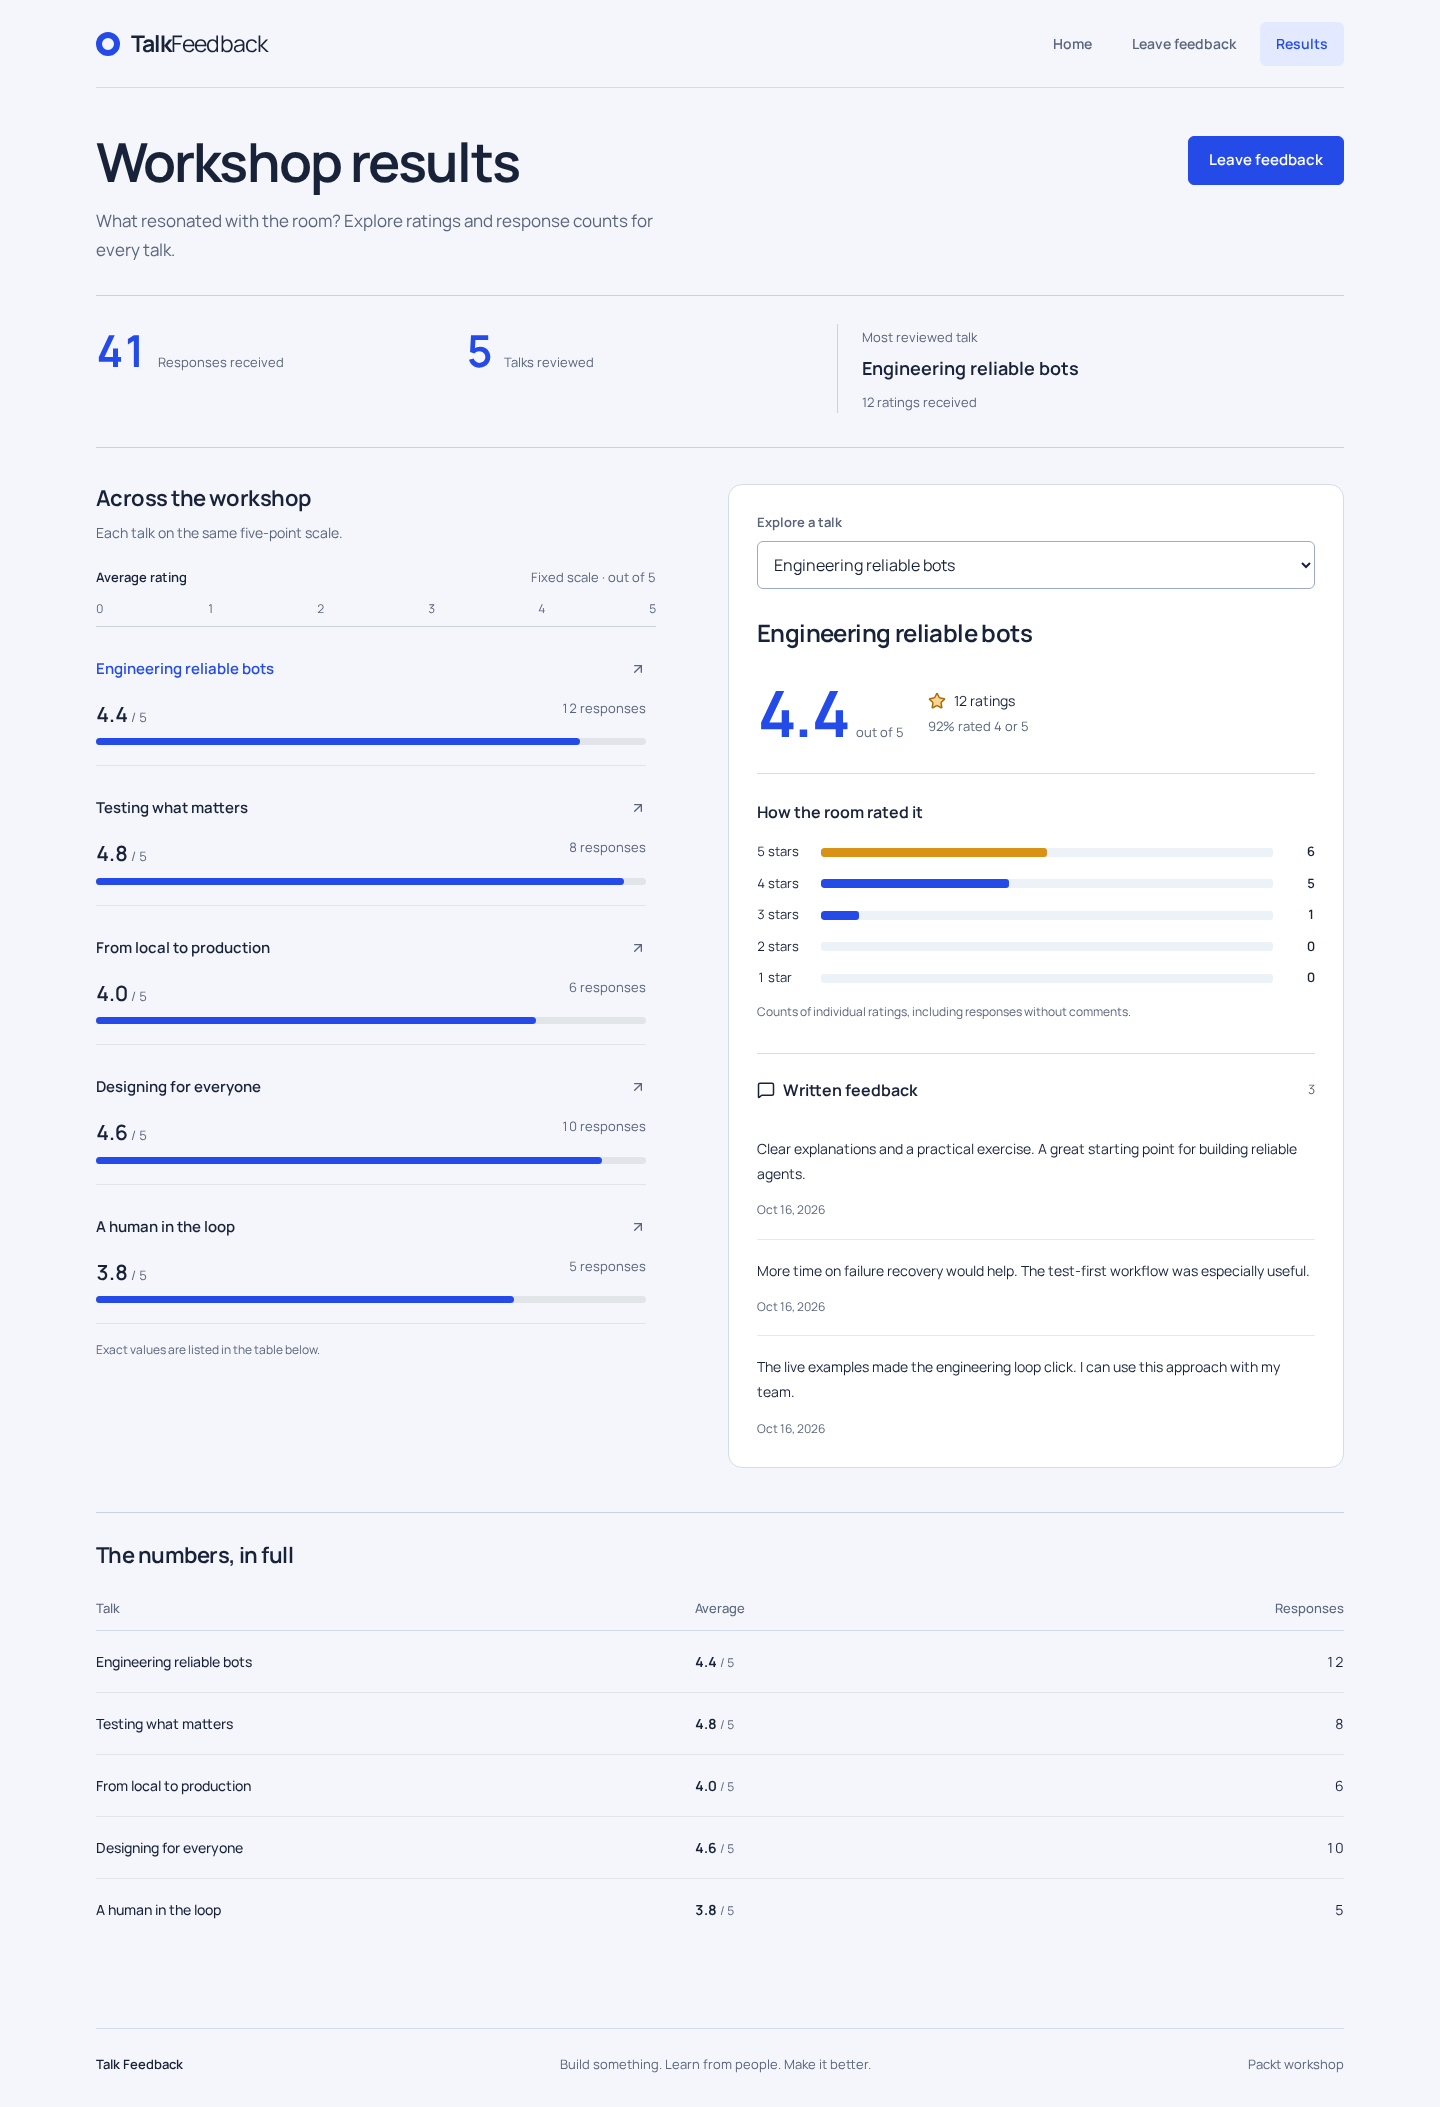 TalkFeedback
Home
Leave feedback
Results
Workshop results
Leave feedback
What resonated with the room? Explore ratings and response counts for
every talk.
41 Responses received
5 Talks reviewed
Most reviewed talk
Engineering reliable bots
12 ratings received
Across the workshop
Each talk on the same five-point scale.
Average rating
Fixed scale · out of 5
0 1 2 3 4 5
Engineering reliable bots
4.4 / 5
12 responses
Testing what matters
4.8 / 5
8 responses
From local to production
4.0 / 5
6 responses
Designing for everyone
4.6 / 5
10 responses
A human in the loop
3.8 / 5
5 responses
Exact values are listed in the table below.
Explore a talk
Engineering reliable bots
Engineering reliable bots
4.4 out of 5
12 ratings
92% rated 4 or 5
How the room rated it
5 stars 6
4 stars 5
3 stars 1
2 stars 0
1 star 0
Counts of individual ratings, including responses without comments.
Written feedback 3
Clear explanations and a practical exercise. A great starting point for building reliable
agents.
Oct 16, 2026
More time on failure recovery would help. The test-first workflow was especially useful.
Oct 16, 2026
The live examples made the engineering loop click. I can use this approach with my
team.
Oct 16, 2026
The numbers, in full
Talk Average Responses
Engineering reliable bots 4.4 / 5 12
Testing what matters 4.8 / 5 8
From local to production 4.0 / 5 6
Designing for everyone 4.6 / 5 10
A human in the loop 3.8 / 5 5
Talk Feedback
Build something. Learn from people. Make it better.
Packt workshop